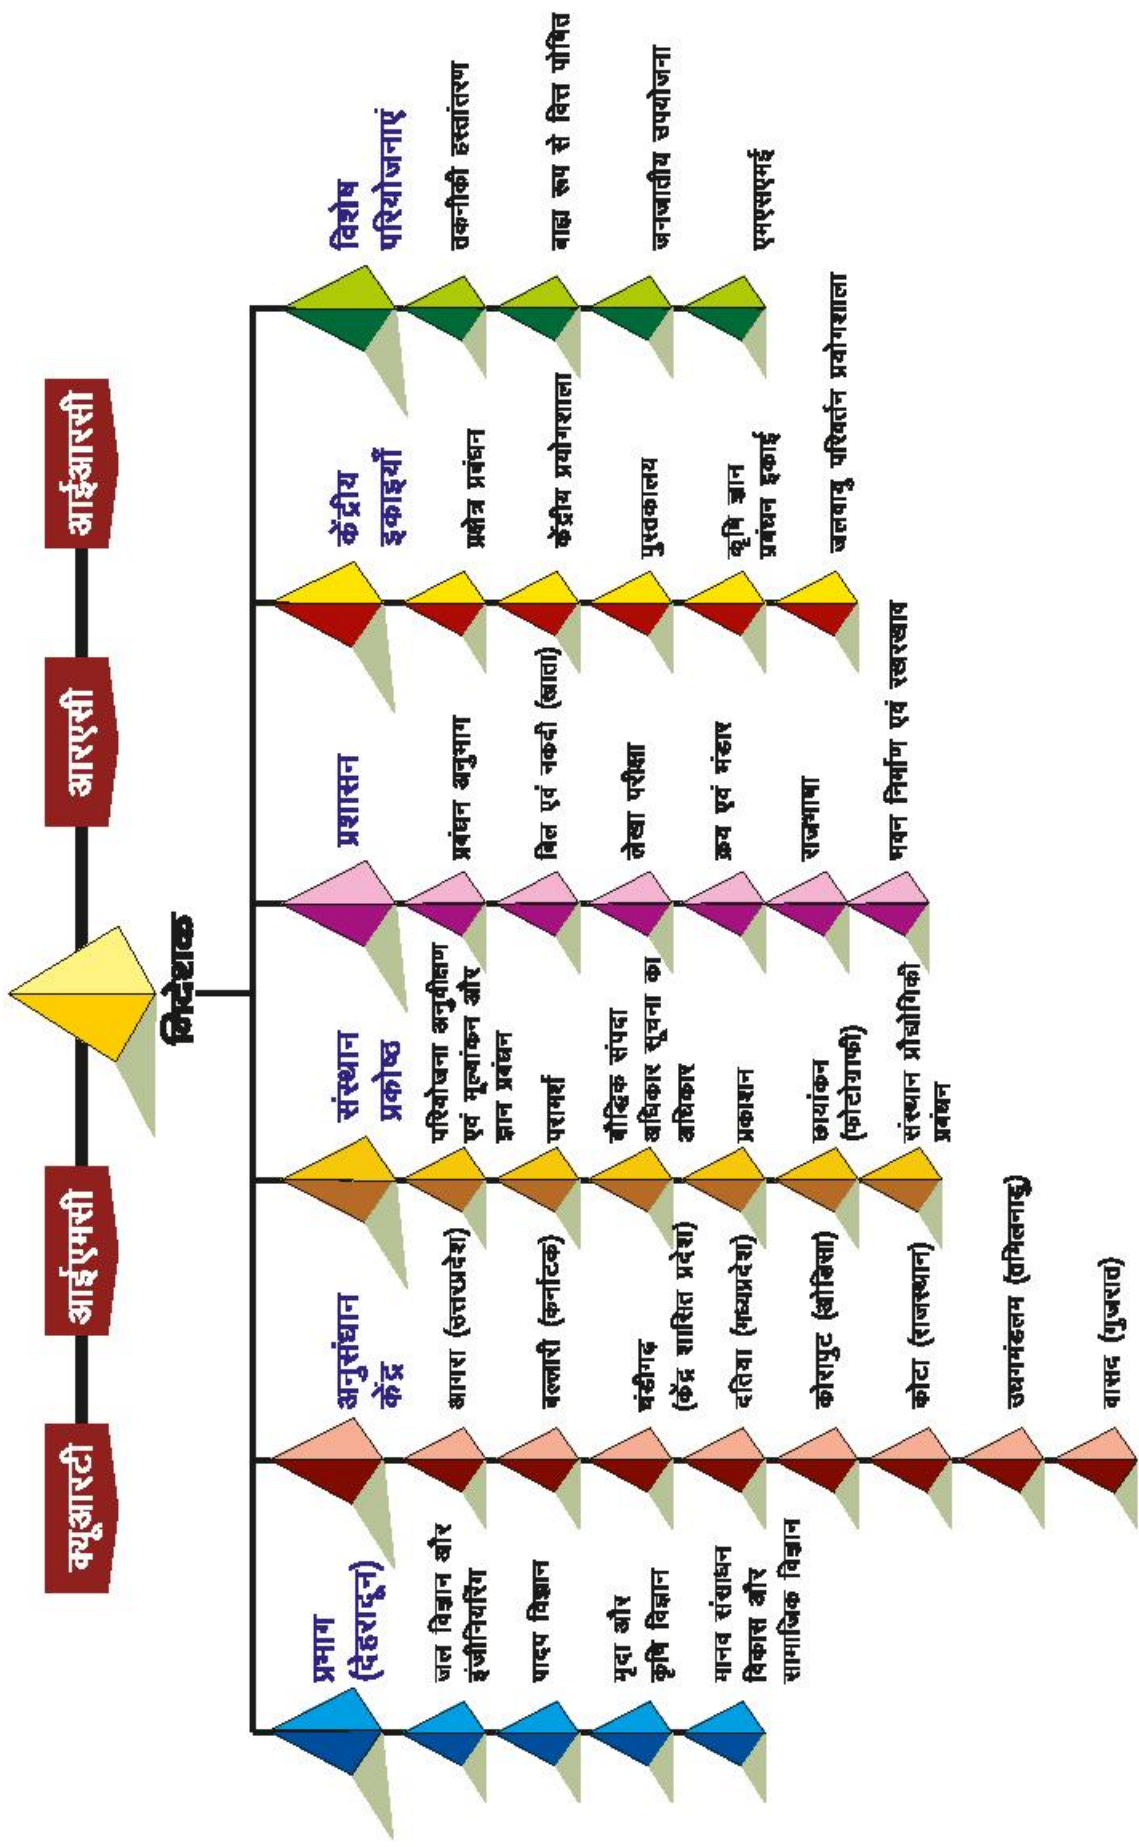 क्यूआरटी
आईएमसी
आरएसी
आईआरसी
निदेशक
प्रभाग
(देहरादून)
जल विज्ञान और
इंजीनियरिंग
पादप विज्ञान
मृदा और
कृषि विज्ञान
मानव संसाधन
विकास और
सामाजिक विज्ञान
अनुसंधान
केंद्र
आगरा (उत्तरप्रदेश)
बल्लारी (कर्नाटक)
चंडीगढ़
(केंद्र शासित प्रदेश)
दतिया (मध्यप्रदेश)
कोरापुट (ओडिसा)
कोटा (राजस्थान)
उधगमंडलम (तमिलनाडु)
वासद (गुजरात)
संस्थान
प्रकोष्ठ
परियोजना अनुवीक्षण
एवं मूल्यांकन और
ज्ञान प्रबंधन
परामर्श
बौद्धिक संपदा
अधिकार सूचना का
अधिकार
प्रकाशन
छायांकन
(फोटोग्राफी)
संस्थान प्रौद्योगिकी
प्रबंधन
प्रशासन
प्रबंधन अनुभाग
बिल एवं नकदी (खाता)
लेखा परीक्षा
क्रय एवं भंडार
राजभाषा
भवन निर्माण एवं रखरखाव
केंद्रीय
इकाइयाँ
प्रक्षेत्र प्रबंधन
केंद्रीय प्रयोगशाला
पुस्तकालय
कृषि ज्ञान
प्रबंधन इकाई
जलवायु परिवर्तन प्रयोगशाला
विशेष
परियोजनाएं
तकनीकी हस्तांतरण
बाह्य रूप से वित्त पोषित
जनजातीय उपयोजना
एमएसएमई